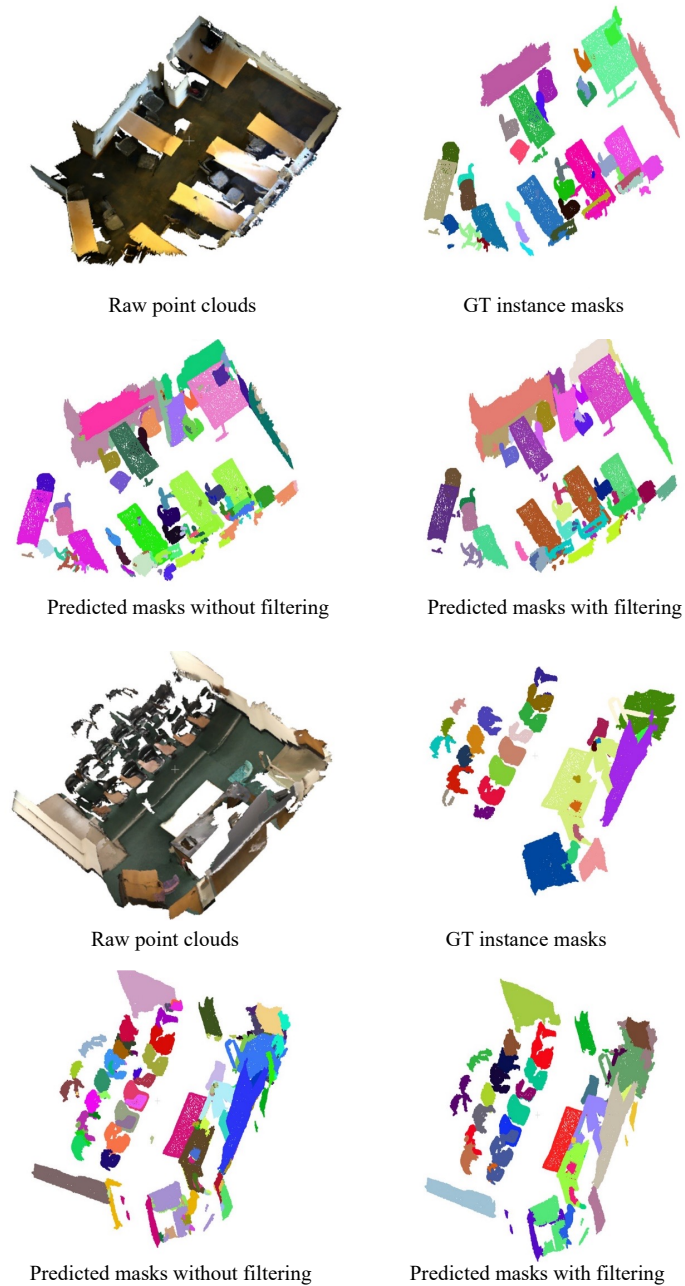 Raw point clouds
GT instance masks
Predicted masks without filtering
Predicted masks with filtering
Raw point clouds
GT instance masks
Predicted masks without filtering
Predicted masks with filtering